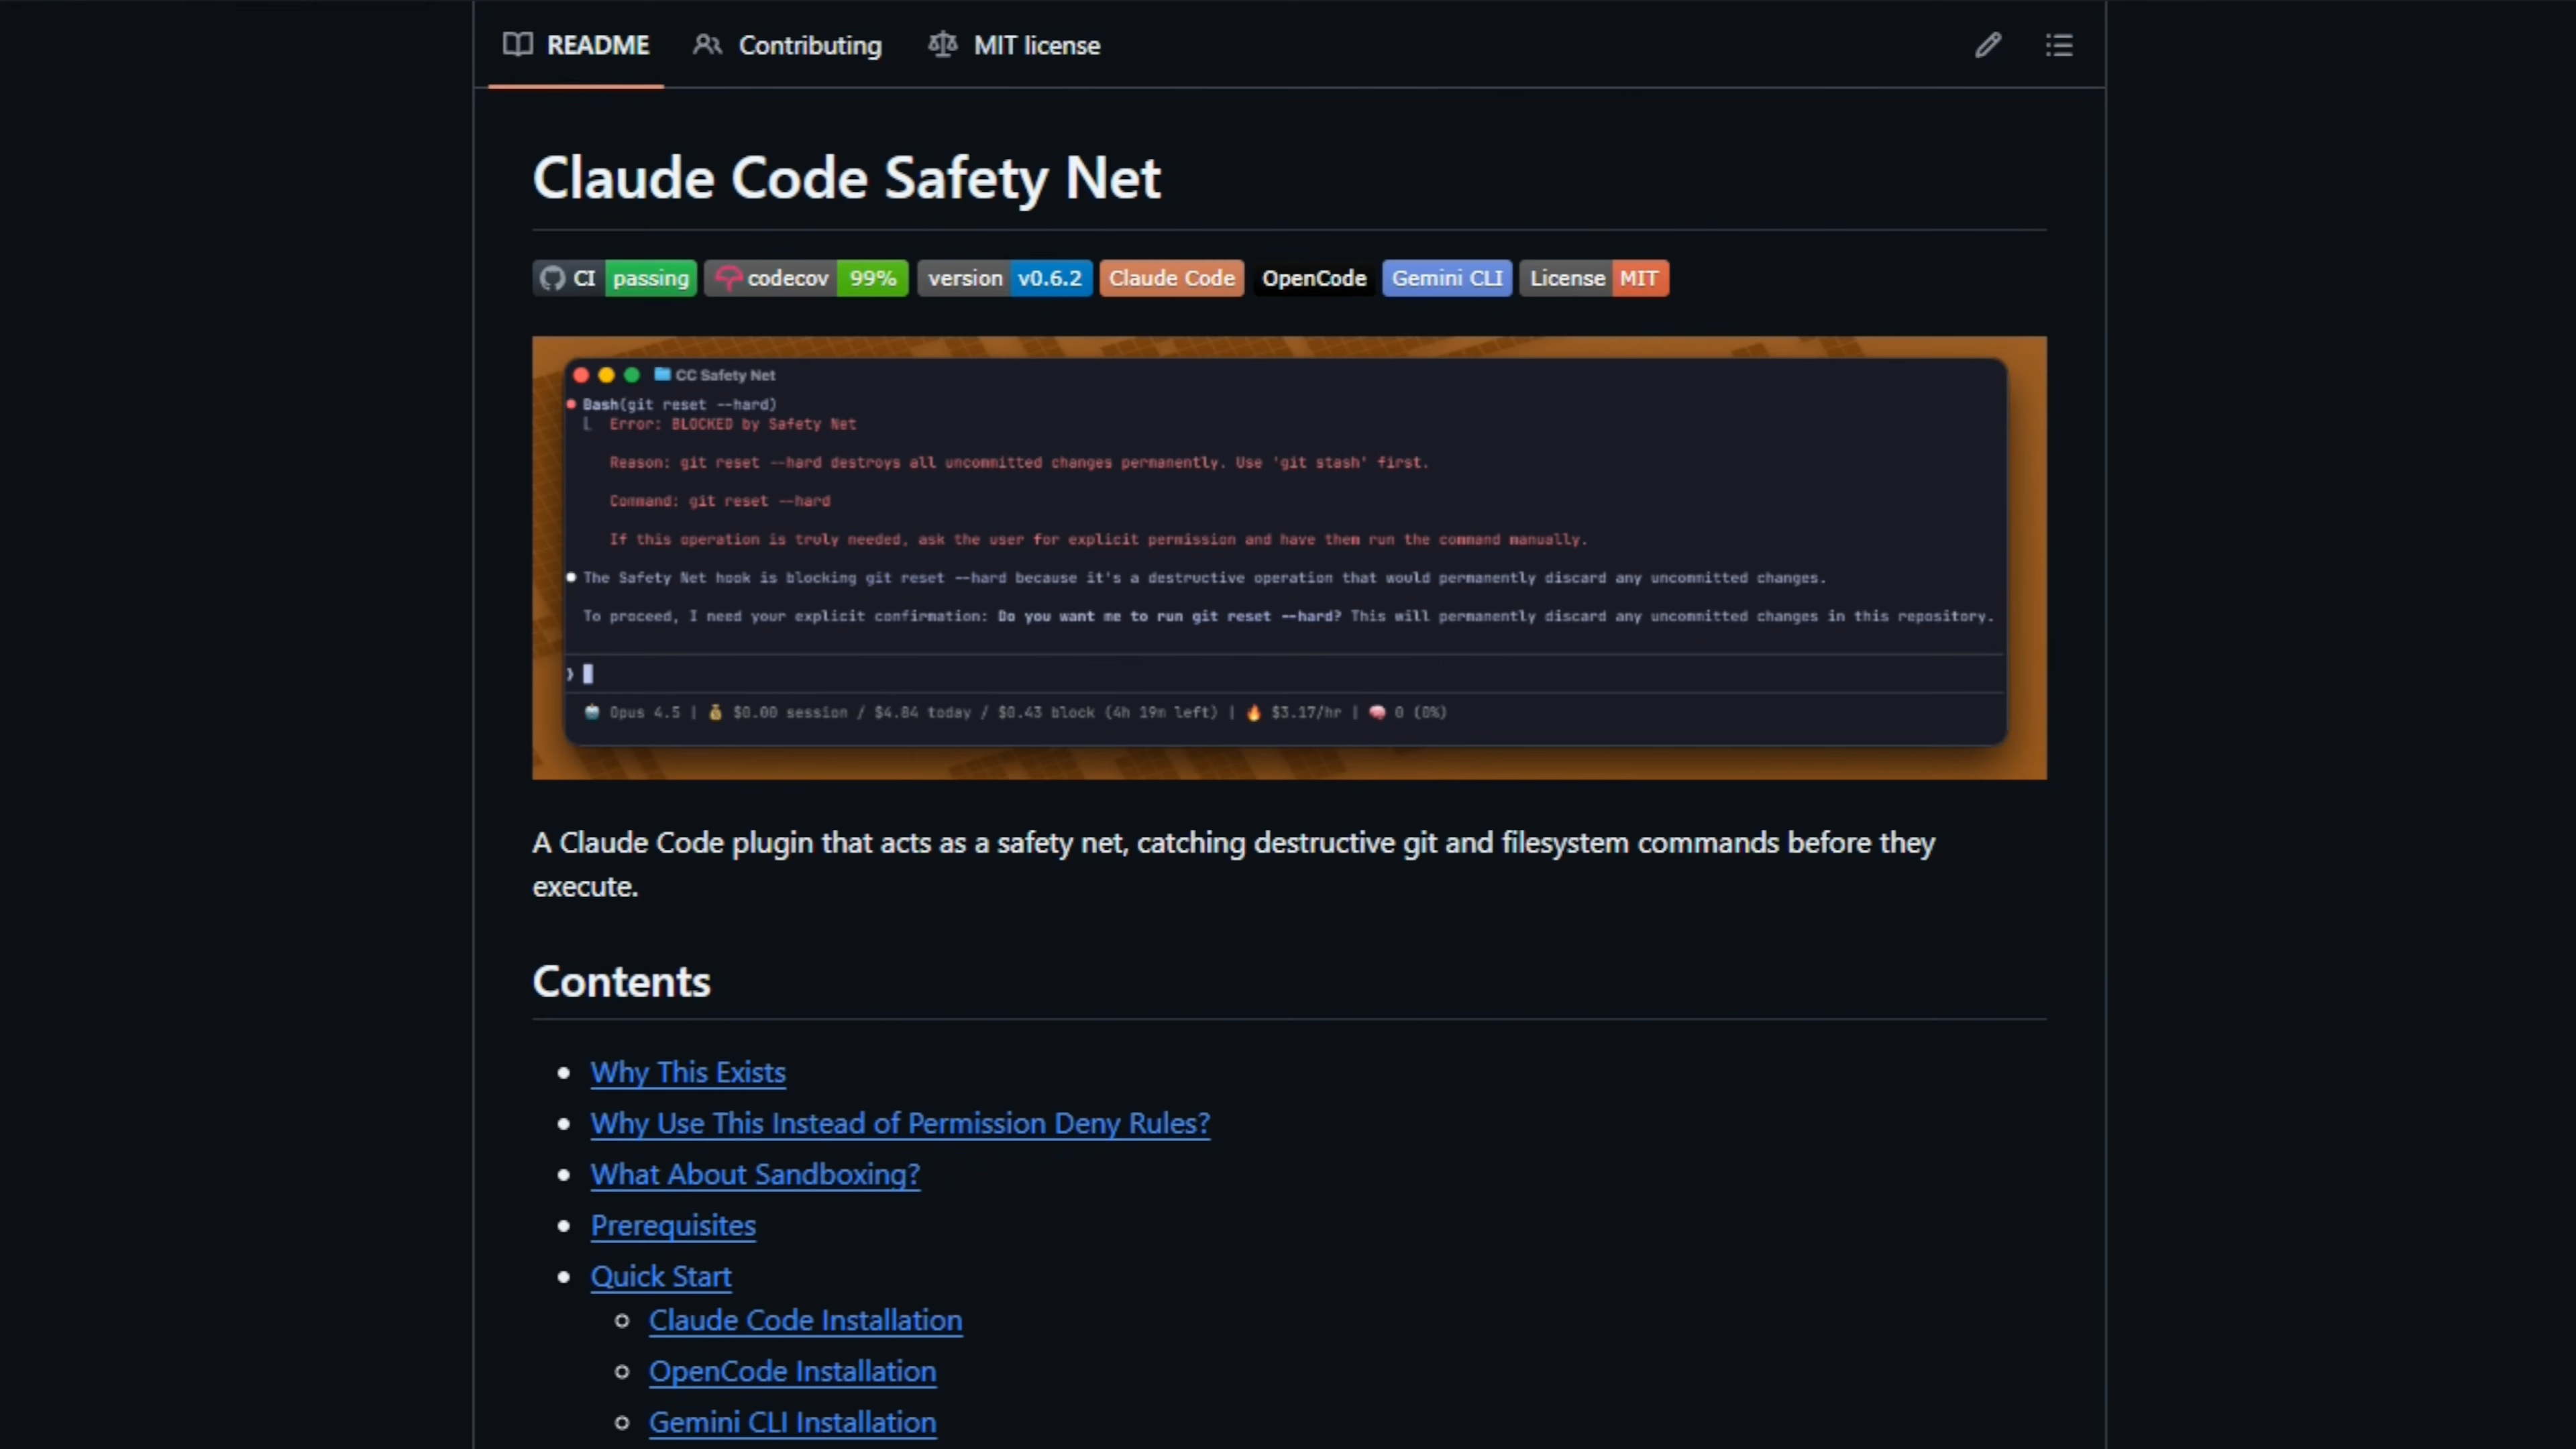 README Contributing MIT license
Claude Code Safety Net
CI passing codecov 99% version v0.6.2 Claude Code OpenCode Gemini CLI License MIT
CC Safety Net
Bash(git reset --hard)
Error: BLOCKED by Safety Net
Reason: git reset --hard destroys all uncommitted changes permanently. Use 'git stash' first.
Command: git reset --hard
If this operation is truly needed, ask the user for explicit permission and have them run the command manually.
The Safety Net hook is blocking git reset --hard because it's a destructive operation that would permanently discard any uncommitted changes.
To proceed, I need your explicit confirmation: Do you want me to run git reset --hard? This will permanently discard any uncommitted changes in this repository.
Opus 4.5 | 💰 $0.00 session / $4.84 today / $0.43 block (4h 19m left) | 🔥 $3.17/hr | 🧠 0 (0%)
A Claude Code plugin that acts as a safety net, catching destructive git and filesystem commands before they
execute.
Contents
Why This Exists
Why Use This Instead of Permission Deny Rules?
What About Sandboxing?
Prerequisites
Quick Start
Claude Code Installation
OpenCode Installation
Gemini CLI Installation